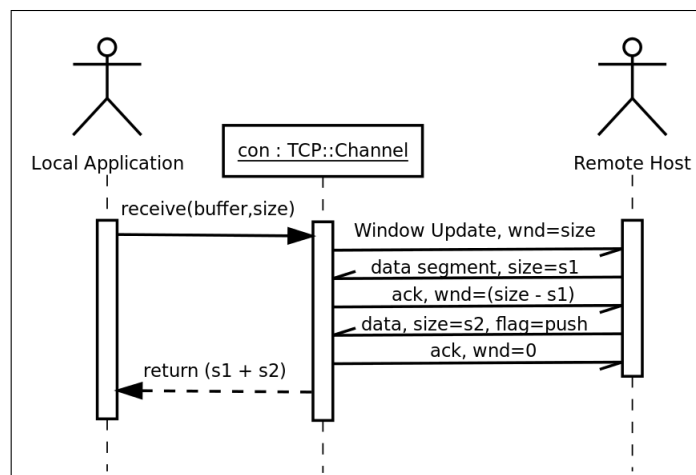 Local Application
con : TCP::Channel
Remote Host
receive(buffer,size)
Window Update, wnd=size
data segment, size=s1
ack, wnd=(size - s1)
data, size=s2, flag=push
ack, wnd=0
return (s1 + s2)